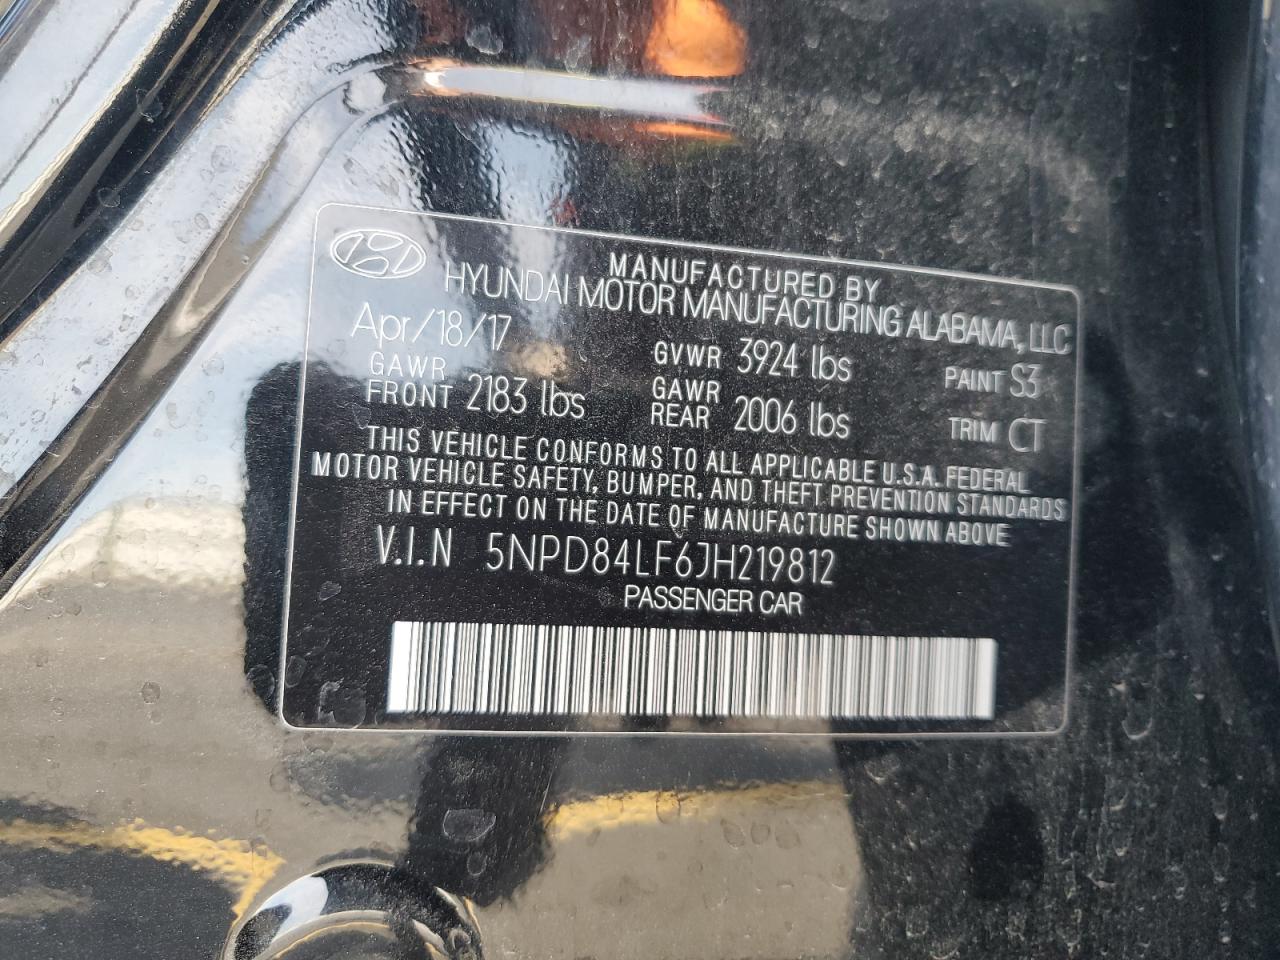 MANUFACTURED BY
HYUNDAI MOTOR MANUFACTURING ALABAMA, LLC
Apr/18/17
GVWR 3924 lbs
PAINT S3
GAWR FRONT 2183 lbs
GAWR REAR 2006 lbs
TRIM CT
THIS VEHICLE CONFORMS TO ALL APPLICABLE U.S.A. FEDERAL
MOTOR VEHICLE SAFETY, BUMPER, AND THEFT PREVENTION STANDARDS
IN EFFECT ON THE DATE OF MANUFACTURE SHOWN ABOVE
V.I.N 5NPD84LF6JH219812
PASSENGER CAR